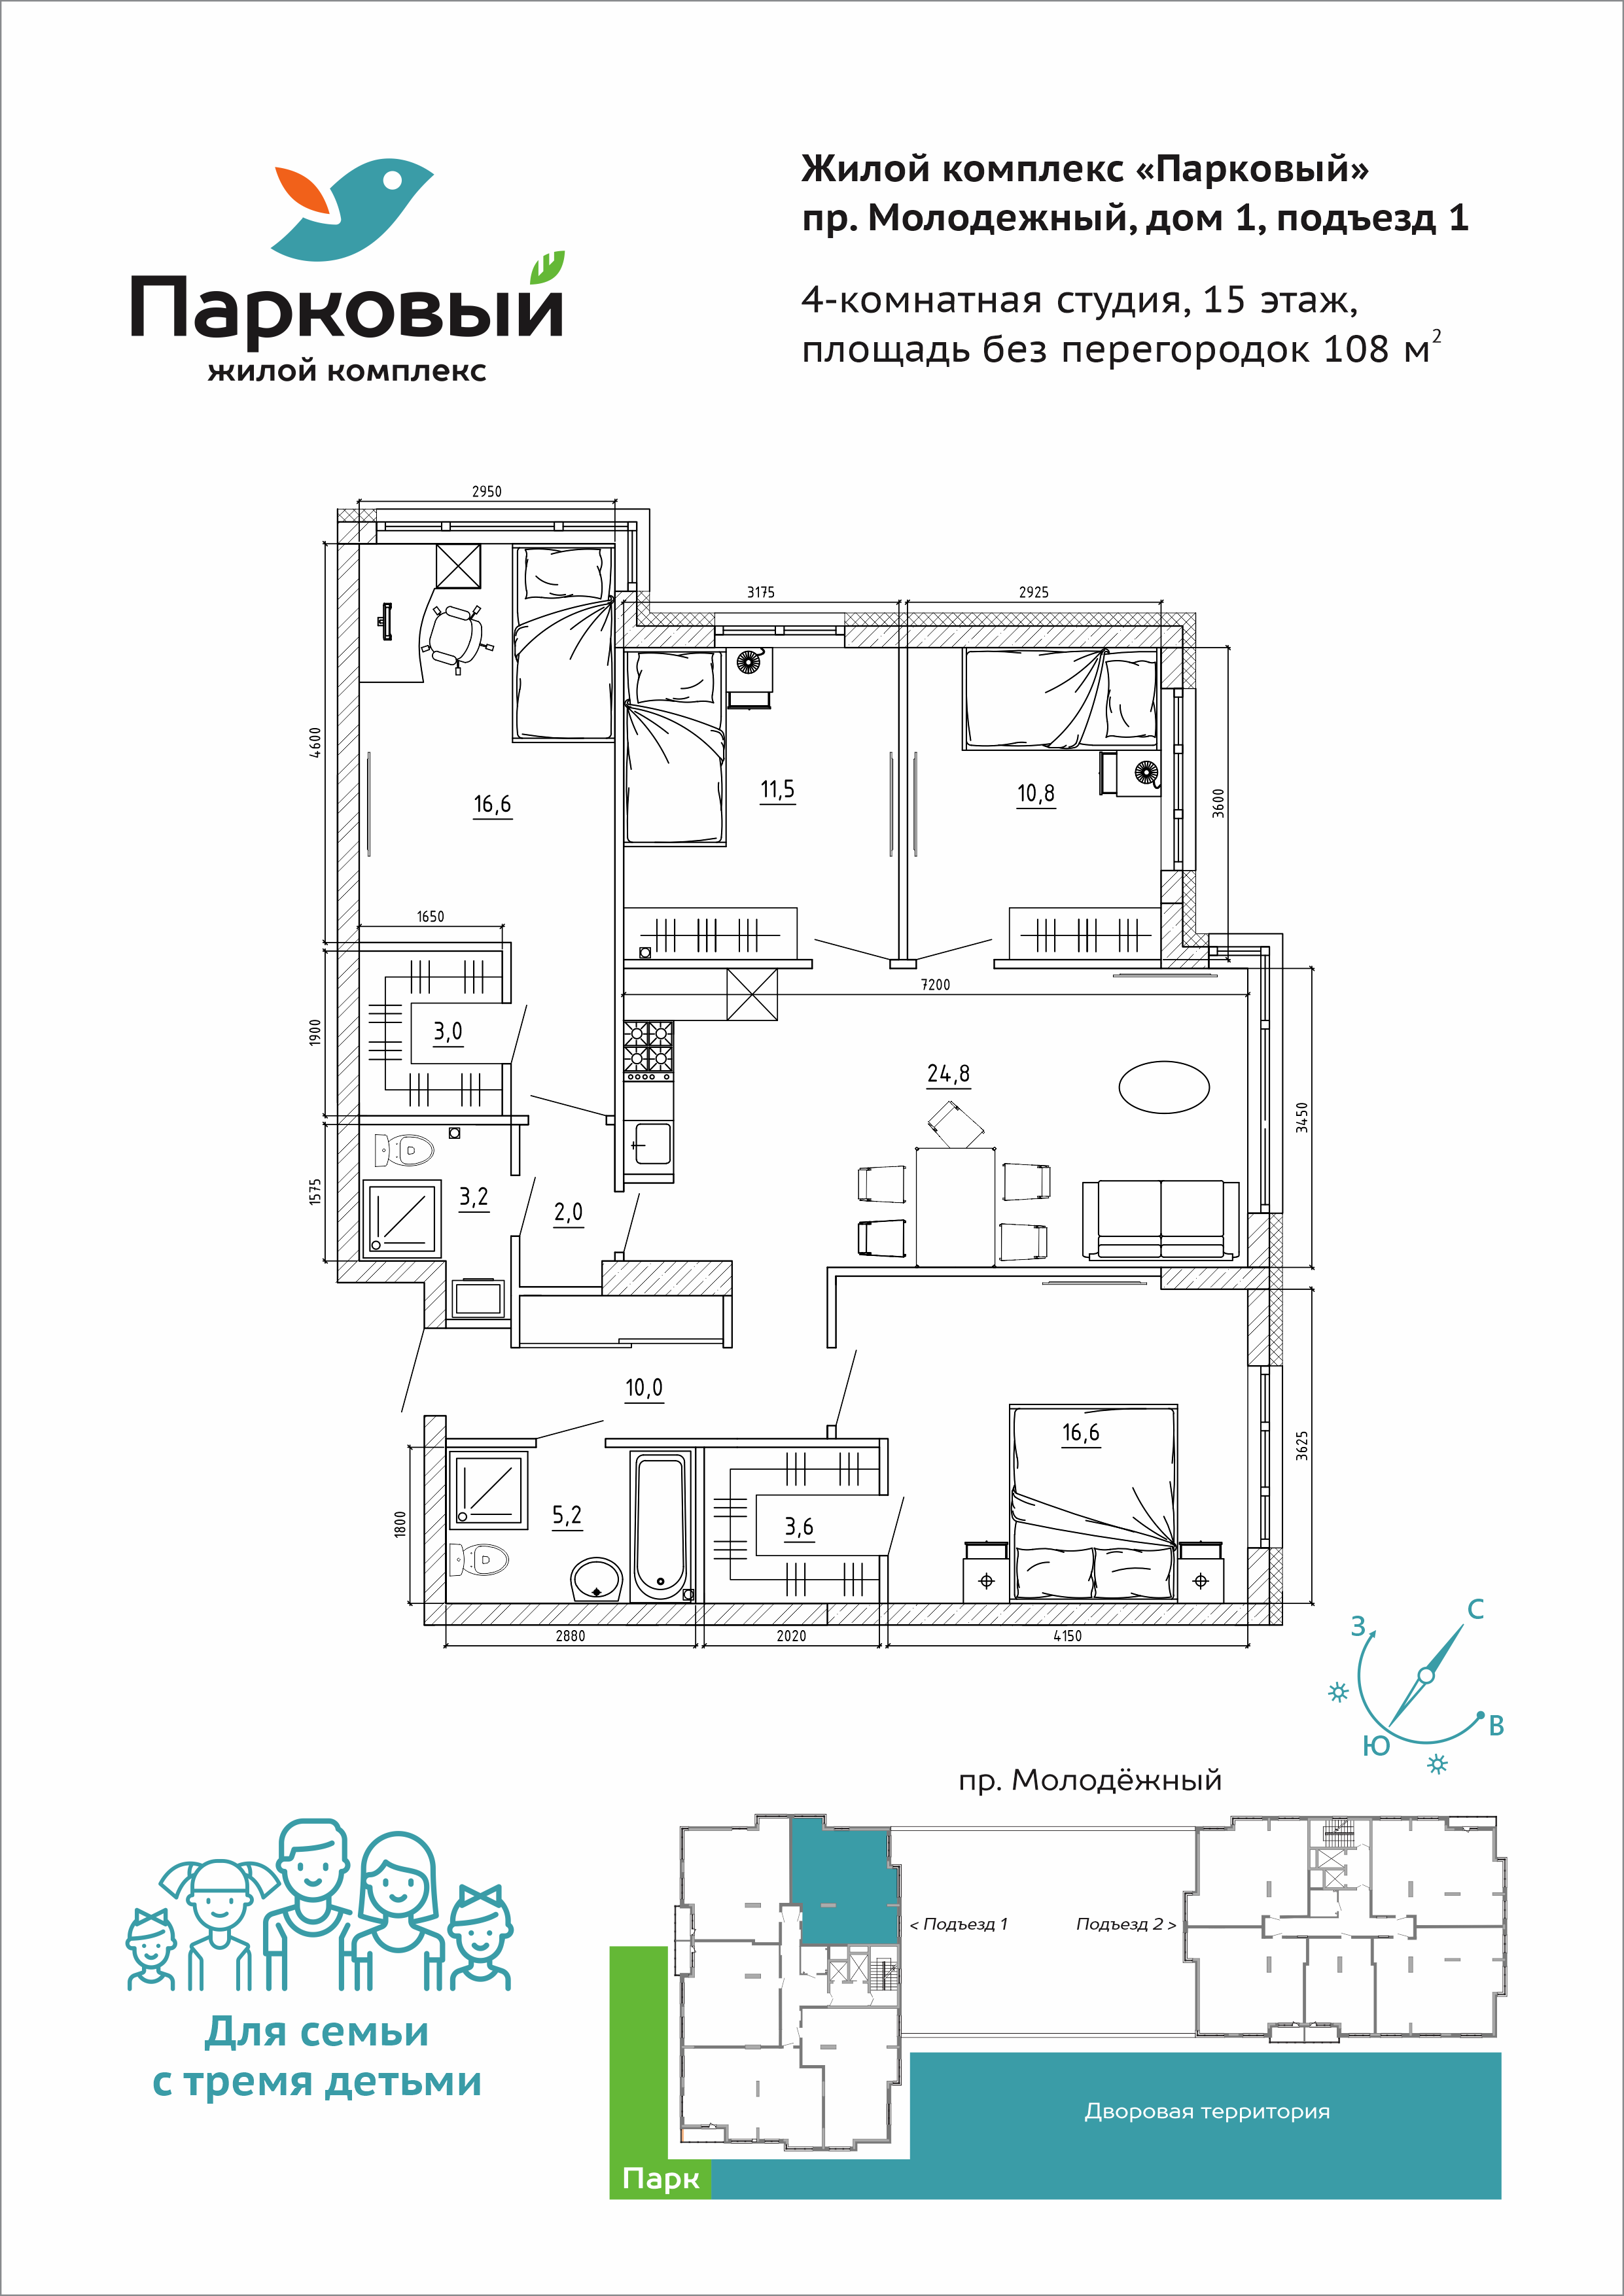 Парковый
жилой комплекс
Жилой комплекс «Парковый»
пр. Молодежный, дом 1, подъезд 1
4-комнатная студия, 15 этаж,
площадь без перегородок 108 м²
2950
3175
2925
4600
16,6
11,5
10,8
3600
1650
7200
1900
3,0
24,8
3450
1575
3,2
2,0
10,0
16,6
3625
1800
5,2
3,6
2880
2020
4150
С
З
В
Ю
пр. Молодёжный
< Подъезд 1
Подъезд 2 >
Для семьи
с тремя детьми
Дворовая территория
Парк